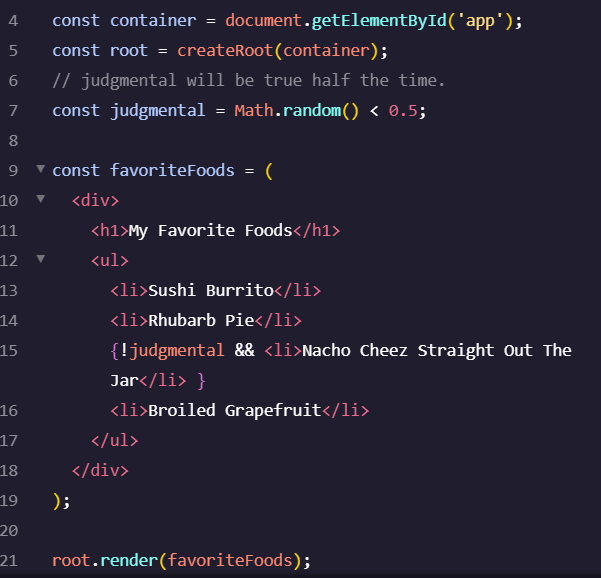 4 const container = document.getElementById('app');
5 const root = createRoot(container);
6 // judgmental will be true half the time.
7 const judgmental = Math.random() < 0.5;
8
9 const favoriteFoods = (
10 <div>
11 <h1>My Favorite Foods</h1>
12 <ul>
13 <li>Sushi Burrito</li>
14 <li>Rhubarb Pie</li>
15 {!judgmental && <li>Nacho Cheez Straight Out The
Jar</li> }
16 <li>Broiled Grapefruit</li>
17 </ul>
18 </div>
19 );
20
21 root.render(favoriteFoods);